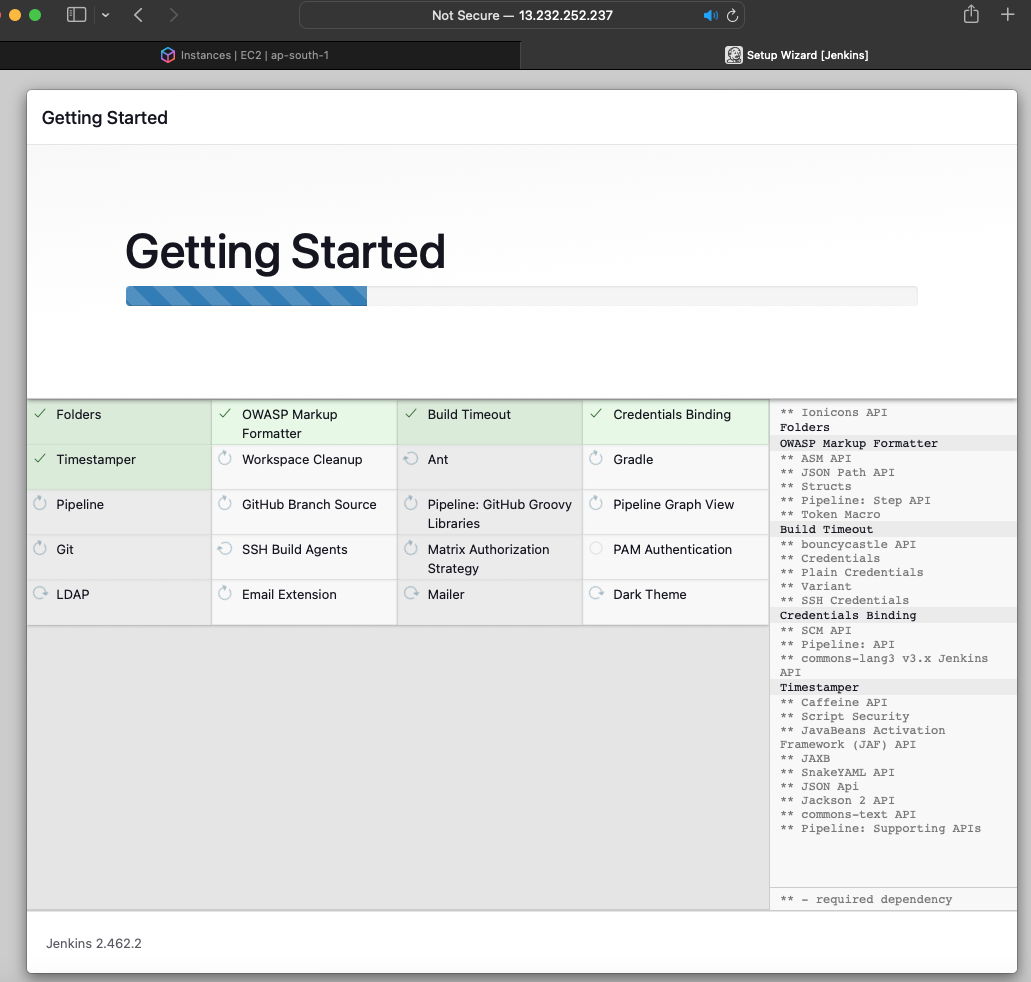 Not Secure — 13.232.252.237
Instances | EC2 | ap-south-1
Setup Wizard [Jenkins]
Getting Started
Getting Started
Folders
OWASP Markup
Formatter
Build Timeout
Credentials Binding
Timestamper
Workspace Cleanup
Ant
Gradle
Pipeline
GitHub Branch Source
Pipeline: GitHub Groovy
Libraries
Pipeline Graph View
Git
SSH Build Agents
Matrix Authorization
Strategy
PAM Authentication
LDAP
Email Extension
Mailer
Dark Theme
** Ionicons API
Folders
OWASP Markup Formatter
** ASM API
** JSON Path API
** Structs
** Pipeline: Step API
** Token Macro
Build Timeout
** bouncycastle API
** Credentials
** Plain Credentials
** Variant
** SSH Credentials
Credentials Binding
** SCM API
** Pipeline: API
** commons-lang3 v3.x Jenkins
API
Timestamper
** Caffeine API
** Script Security
** JavaBeans Activation
Framework (JAF) API
** JAXB
** SnakeYAML API
** JSON Api
** Jackson 2 API
** commons-text API
** Pipeline: Supporting APIs
** - required dependency
Jenkins 2.462.2